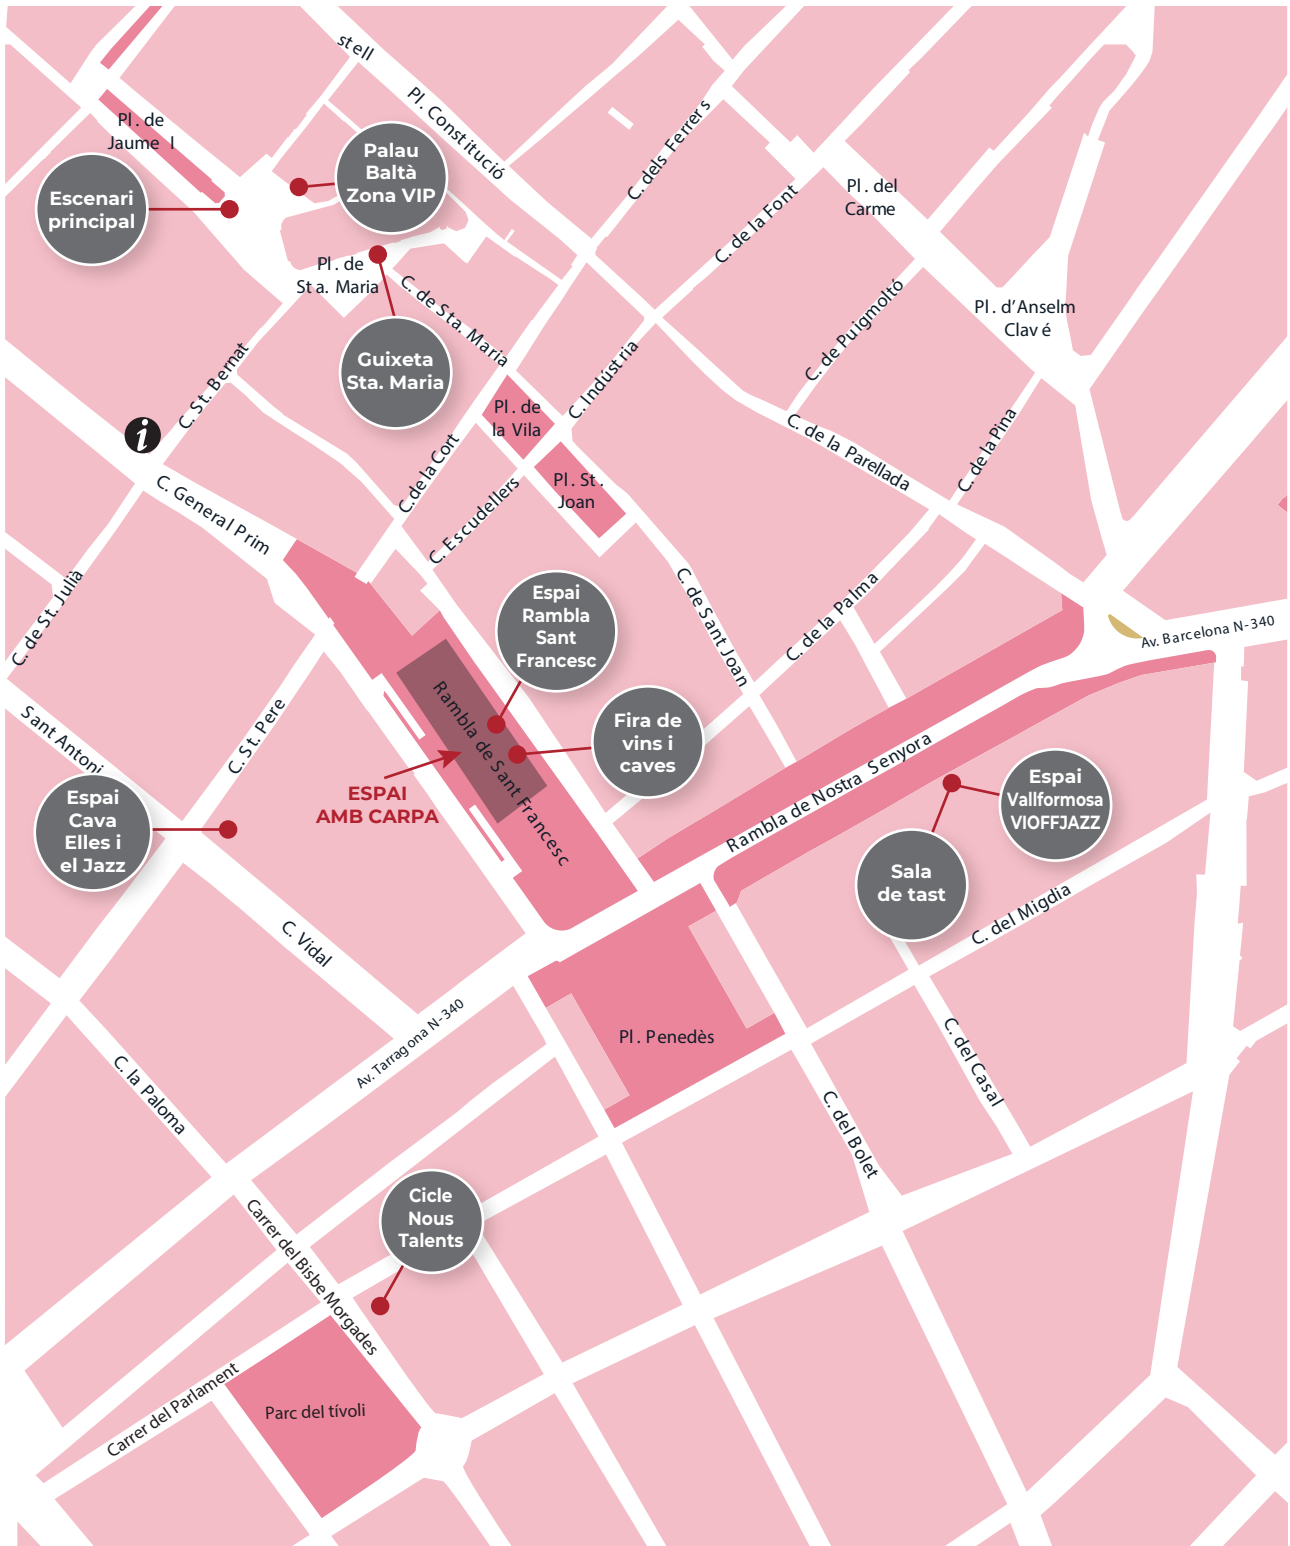 stell
Pl. Constitució
Pl. de
Jaume I
Palau
Baltà
Zona VIP
Escenari
principal
C. dels Ferrers
C. de la Font
Pl. del
Carme
Pl. de
Sta. Maria
C. de Sta. Maria
Pl. d'Anselm
Clavé
C. de Puigmoltó
Guixeta
Sta. Maria
C. St. Bernat
C. Indústria
i
Pl. de
la Vila
C. de la Cort
C. de la Parellada
C. de la Pina
C. General Prim
Pl. St.
Joan
C. Escudellers
C. de St. Julià
Espai
Rambla
Sant
Francesc
C. de Sant Joan
C. de la Palma
Av. Barcelona N-340
Sant Antoni
C. St. Pere
Rambla de Sant Francesc
Fira de
vins i
caves
Rambla de Nostra Senyora
ESPAI
AMB CARPA
Espai
Cava
Elles i
el Jazz
Espai
Vallformosa
VIOFFJAZZ
Sala
de tast
C. del Migdia
C. Vidal
Av. Tarragona N-340
Pl. Penedès
C. la Paloma
C. del Casal
C. del Bolet
Cicle
Nous
Talents
Carrer del Bisbe Morgades
Carrer del Parlament
Parc del tívoli